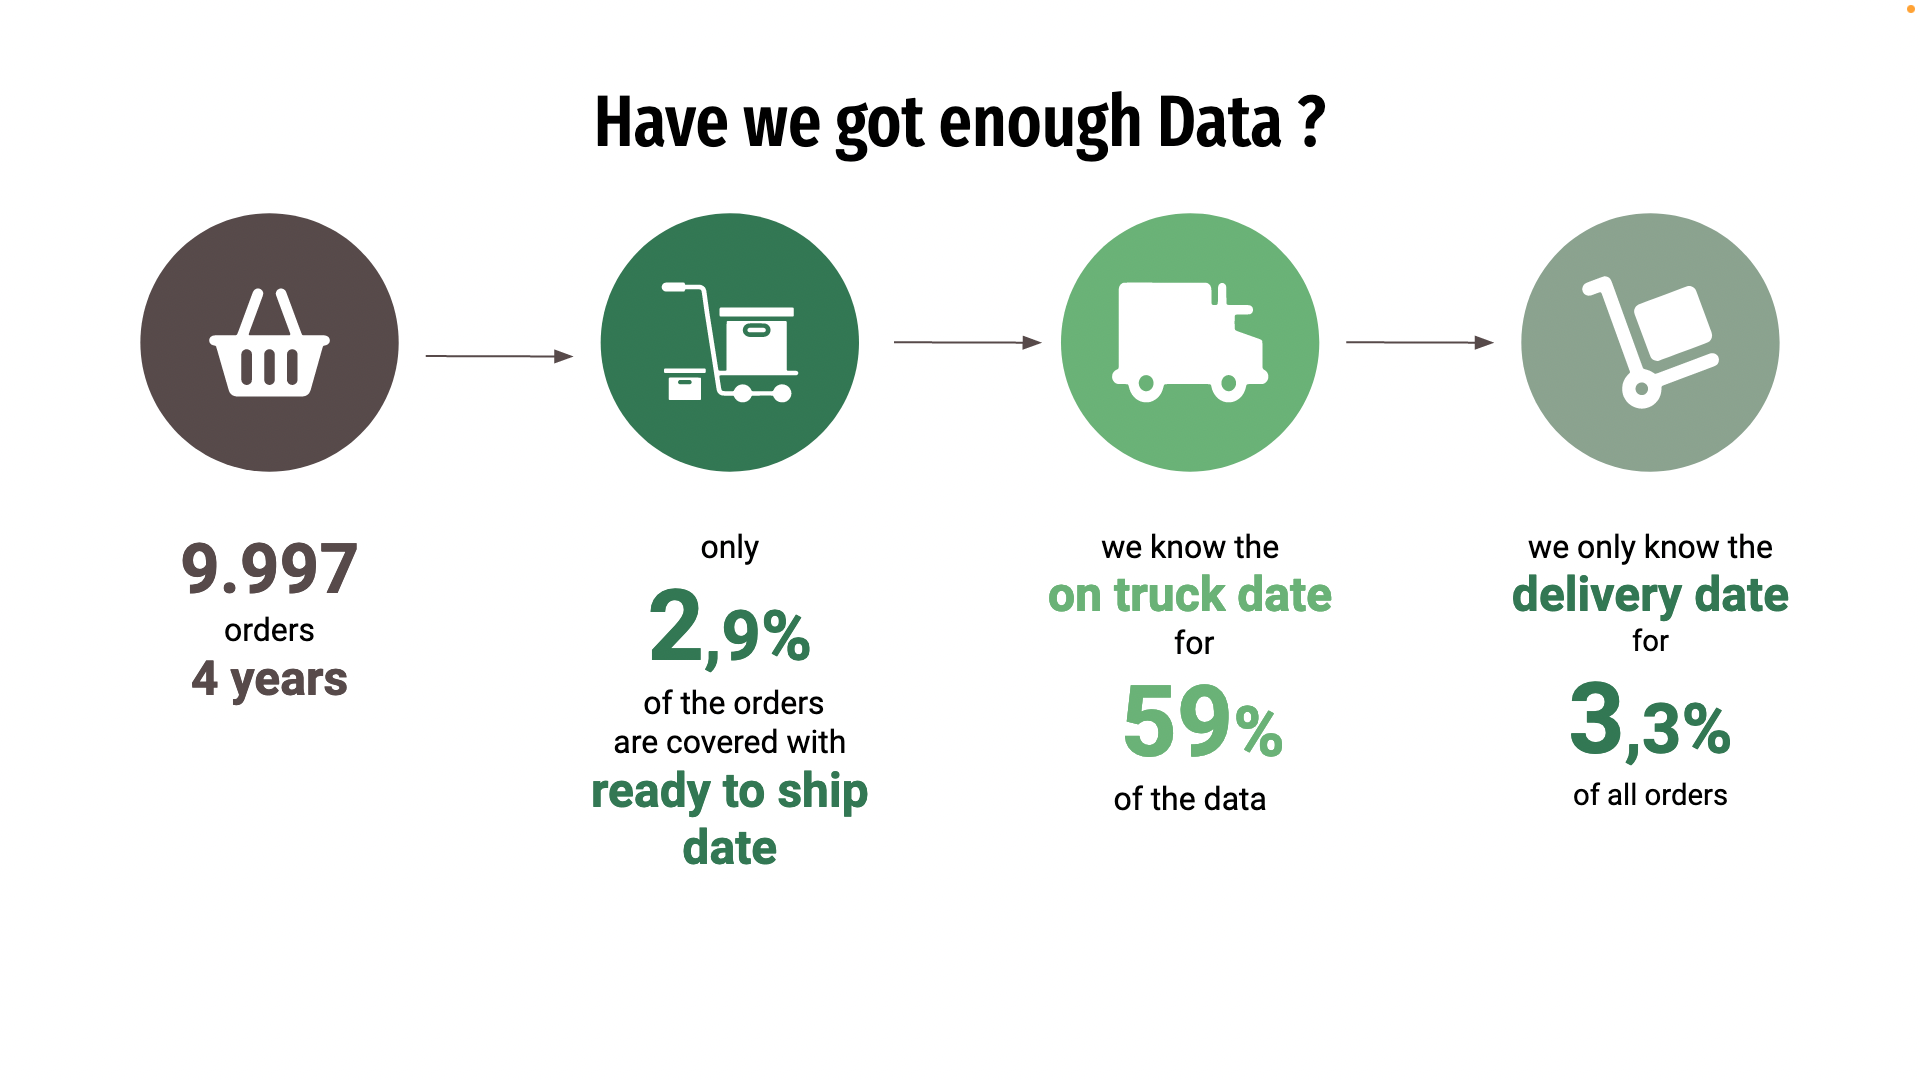 Have we got enough Data ?
9.997
orders
4 years
only
2,9%
of the orders
are covered with
ready to ship
date
we know the
on truck date
for
59%
of the data
we only know the
delivery date
for
3,3%
of all orders